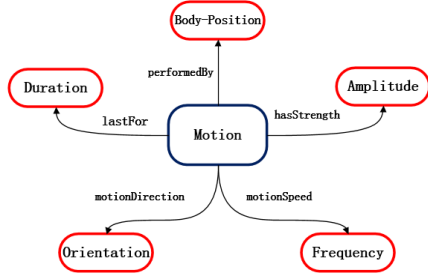 Body-Position
performedBy
Duration
Amplitude
lastFor
Motion
hasStrength
motionDirection
motionSpeed
Orientation
Frequency